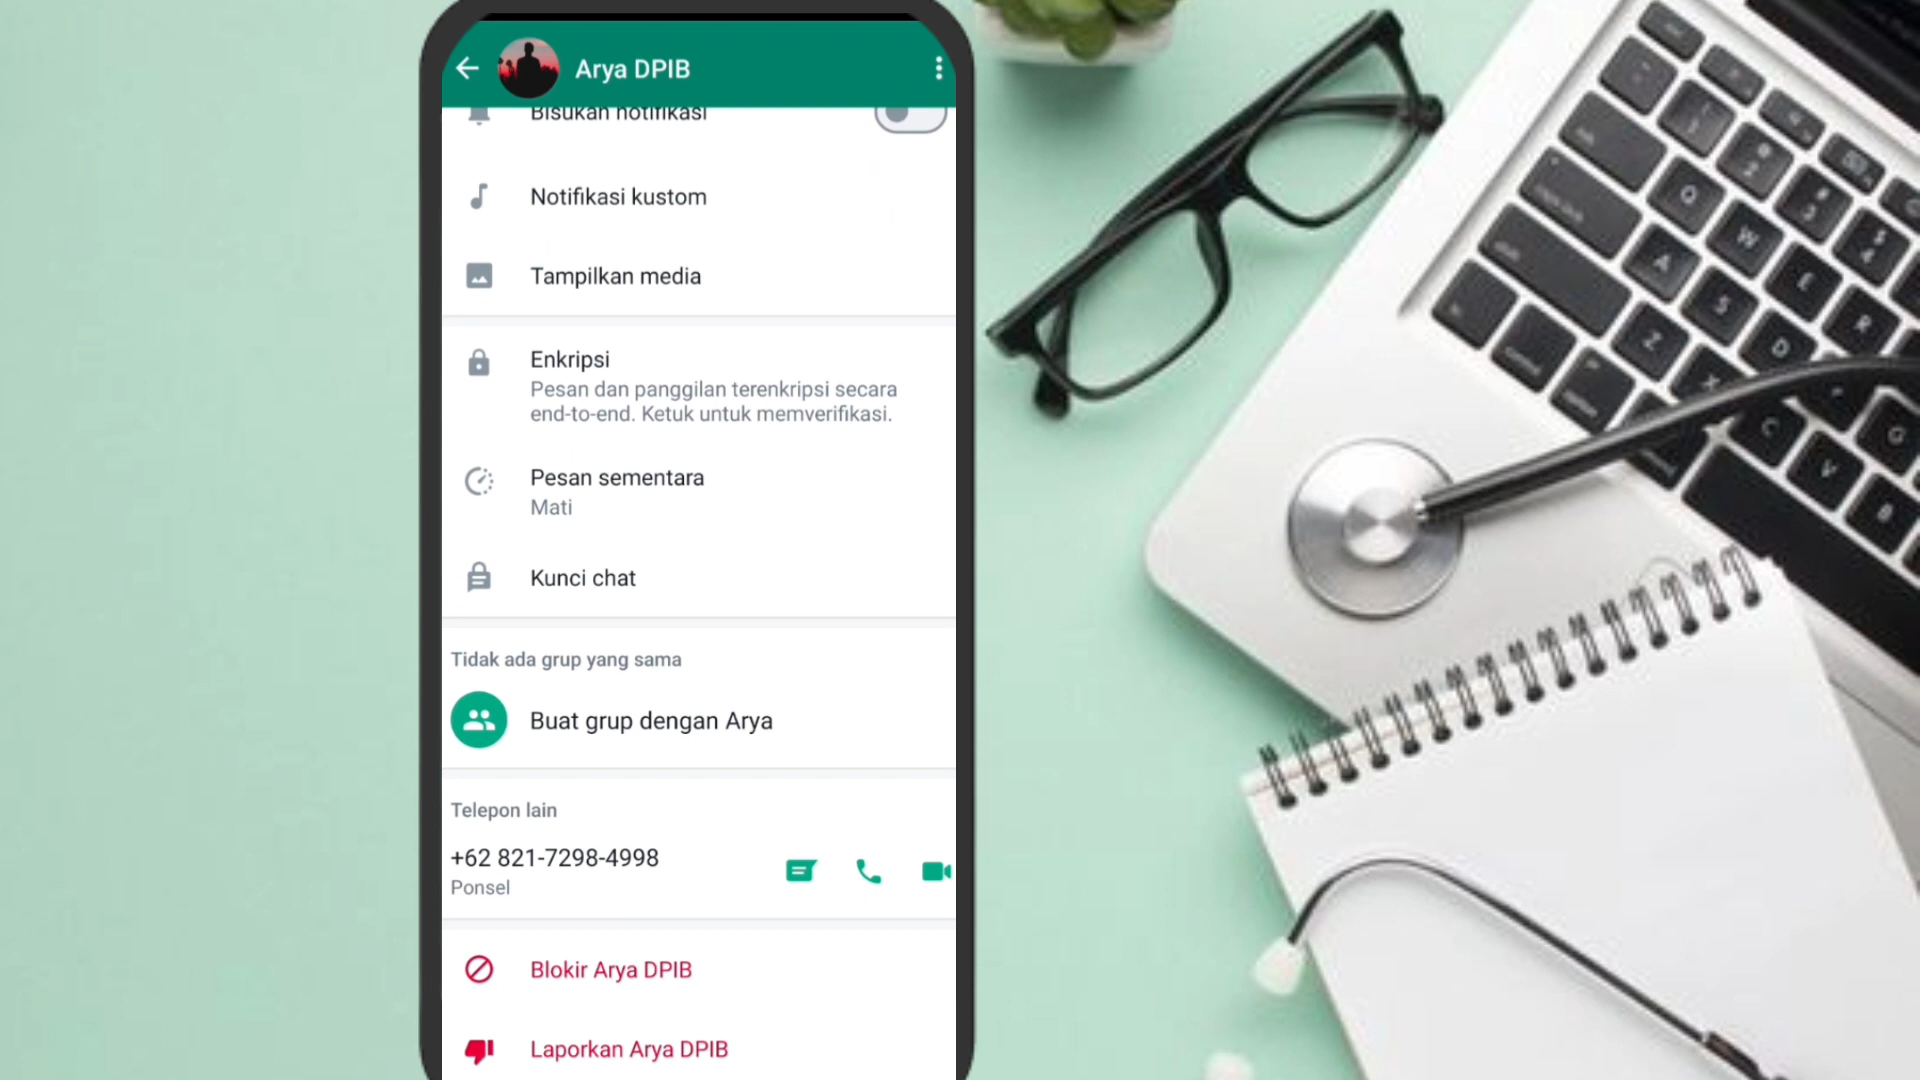 Arya DPIB
Bisukan notifikasi
Notifikasi kustom
Tampilkan media
Enkripsi
Pesan dan panggilan terenkripsi secara
end-to-end. Ketuk untuk memverifikasi.
Pesan sementara
Mati
Kunci chat
Tidak ada grup yang sama
Buat grup dengan Arya
Telepon lain
+62 821-7298-4998
Ponsel
Blokir Arya DPIB
Laporkan Arya DPIB
Q
W
E
R
A
S
D
Z
X
C
V
B
G